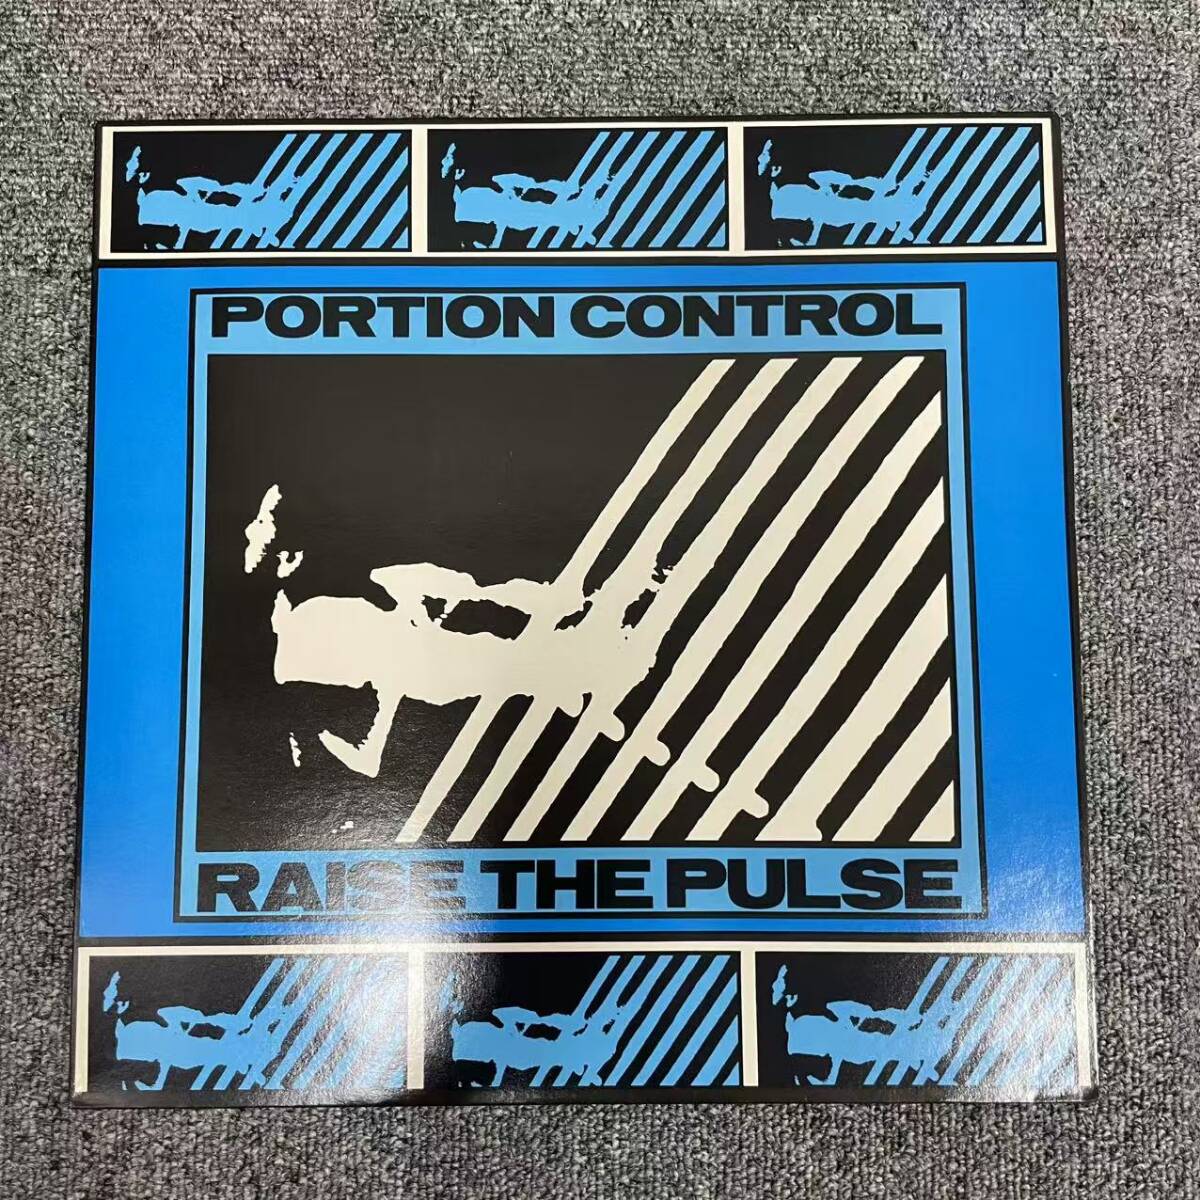 PORTION CONTROL
RAISE THE PULSE